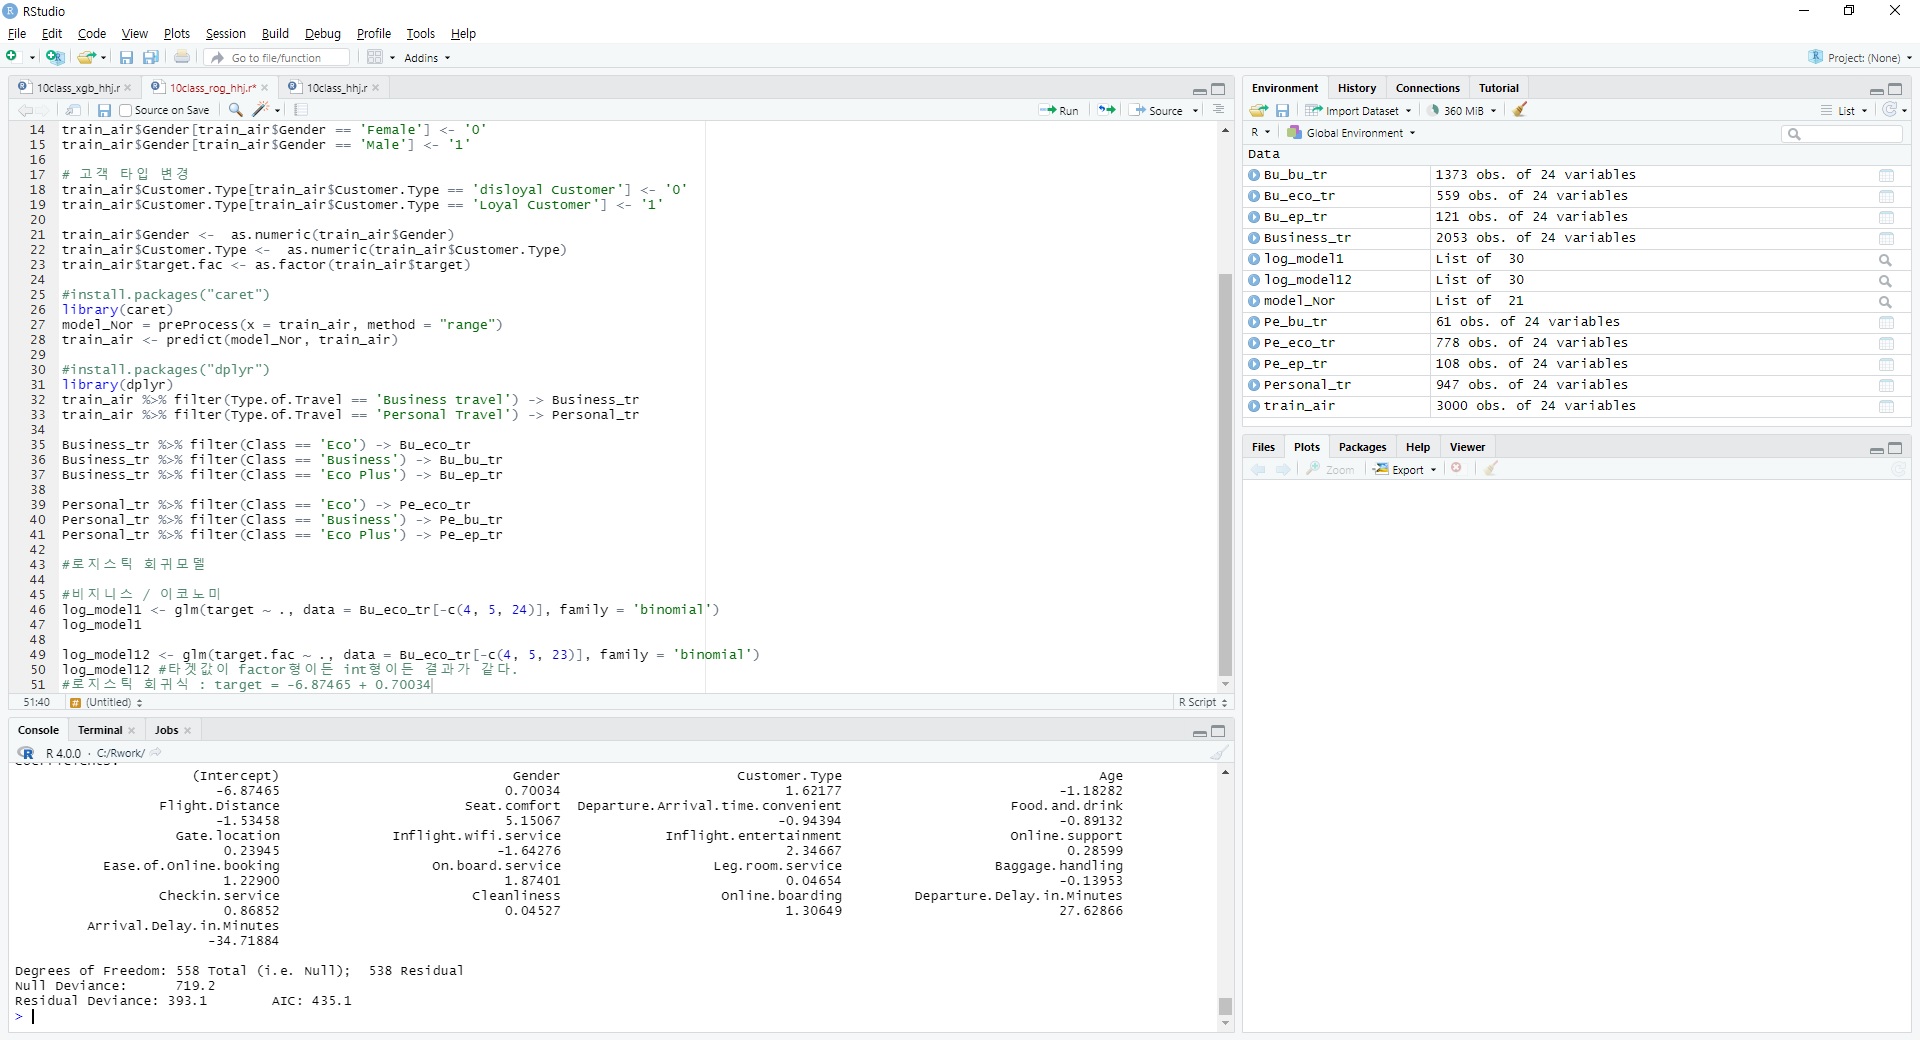 RStudio
File Edit Code View Plots Session Build Debug Profile Tools Help
Go to file/function Addins Project: (None)
10class_xgb_hhj.r 10class_rog_hhj.r* 10class_hhj.r
Source on Save Run Source
14 train_air$Gender[train_air$Gender == 'Female'] <- '0'
15 train_air$Gender[train_air$Gender == 'Male'] <- '1'
16
17 # 고객 타입 변경
18 train_air$Customer.Type[train_air$Customer.Type == 'disloyal Customer'] <- '0'
19 train_air$Customer.Type[train_air$Customer.Type == 'Loyal Customer'] <- '1'
20
21 train_air$Gender <-  as.numeric(train_air$Gender)
22 train_air$Customer.Type <-  as.numeric(train_air$Customer.Type)
23 train_air$target.fac <- as.factor(train_air$target)
24
25 #install.packages("caret")
26 library(caret)
27 model_Nor = preProcess(x = train_air, method = "range")
28 train_air <- predict(model_Nor, train_air)
29
30 #install.packages("dplyr")
31 library(dplyr)
32 train_air %>% filter(Type.of.Travel == 'Business travel') -> Business_tr
33 train_air %>% filter(Type.of.Travel == 'Personal Travel') -> Personal_tr
34
35 Business_tr %>% filter(Class == 'Eco') -> Bu_eco_tr
36 Business_tr %>% filter(Class == 'Business') -> Bu_bu_tr
37 Business_tr %>% filter(Class == 'Eco Plus') -> Bu_ep_tr
38
39 Personal_tr %>% filter(Class == 'Eco') -> Pe_eco_tr
40 Personal_tr %>% filter(Class == 'Business') -> Pe_bu_tr
41 Personal_tr %>% filter(Class == 'Eco Plus') -> Pe_ep_tr
42
43 #로지스틱 회귀모델
44
45 #비지니스 / 이코노미
46 log_model1 <- glm(target ~ ., data = Bu_eco_tr[-c(4, 5, 24)], family = 'binomial')
47 log_model1
48
49 log_model12 <- glm(target.fac ~ ., data = Bu_eco_tr[-c(4, 5, 23)], family = 'binomial')
50 log_model12 #타겟값이 factor형이든 int형이든 결과가 같다.
51 #로지스틱 회귀식 : target = -6.87465 + 0.70034
51:40 # (Untitled) R Script
Console Terminal Jobs
R 4.0.0 · C:/Rwork/
Coefficients:
(Intercept) Gender Customer.Type Age
-6.87465 0.70034 1.62177 -1.18282
Flight.Distance Seat.comfort Departure.Arrival.time.convenient Food.and.drink
-1.53458 5.15067 -0.94394 -0.89132
Gate.location Inflight.wifi.service Inflight.entertainment Online.support
0.23945 -1.64276 2.34667 0.28599
Ease.of.Online.booking On.board.service Leg.room.service Baggage.handling
1.22900 1.87401 0.04654 -0.13953
Checkin.service Cleanliness Online.boarding Departure.Delay.in.Minutes
0.86852 0.04527 1.30649 27.62866
Arrival.Delay.in.Minutes
-34.71884
Degrees of Freedom: 558 Total (i.e. Null);  538 Residual
Null Deviance: 719.2
Residual Deviance: 393.1 AIC: 435.1
>
Environment History Connections Tutorial
Import Dataset 360 MiB List
R Global Environment
Data
Bu_bu_tr 1373 obs. of 24 variables
Bu_eco_tr 559 obs. of 24 variables
Bu_ep_tr 121 obs. of 24 variables
Business_tr 2053 obs. of 24 variables
log_model1 List of  30
log_model12 List of  30
model_Nor List of  21
Pe_bu_tr 61 obs. of 24 variables
Pe_eco_tr 778 obs. of 24 variables
Pe_ep_tr 108 obs. of 24 variables
Personal_tr 947 obs. of 24 variables
train_air 3000 obs. of 24 variables
Files Plots Packages Help Viewer
Zoom Export